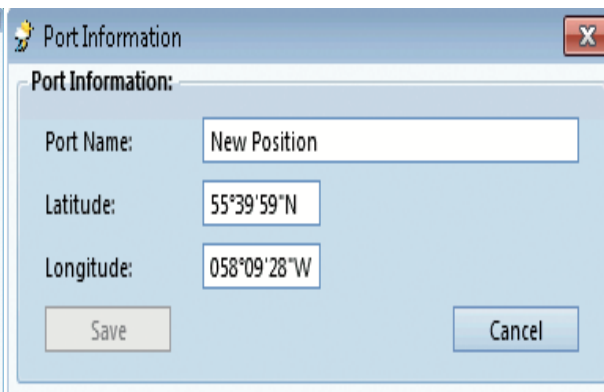 Port Information
Port Information:
Port Name: New Position
Latitude: 55°39'59"N
Longitude: 058°09'28"W
Save Cancel